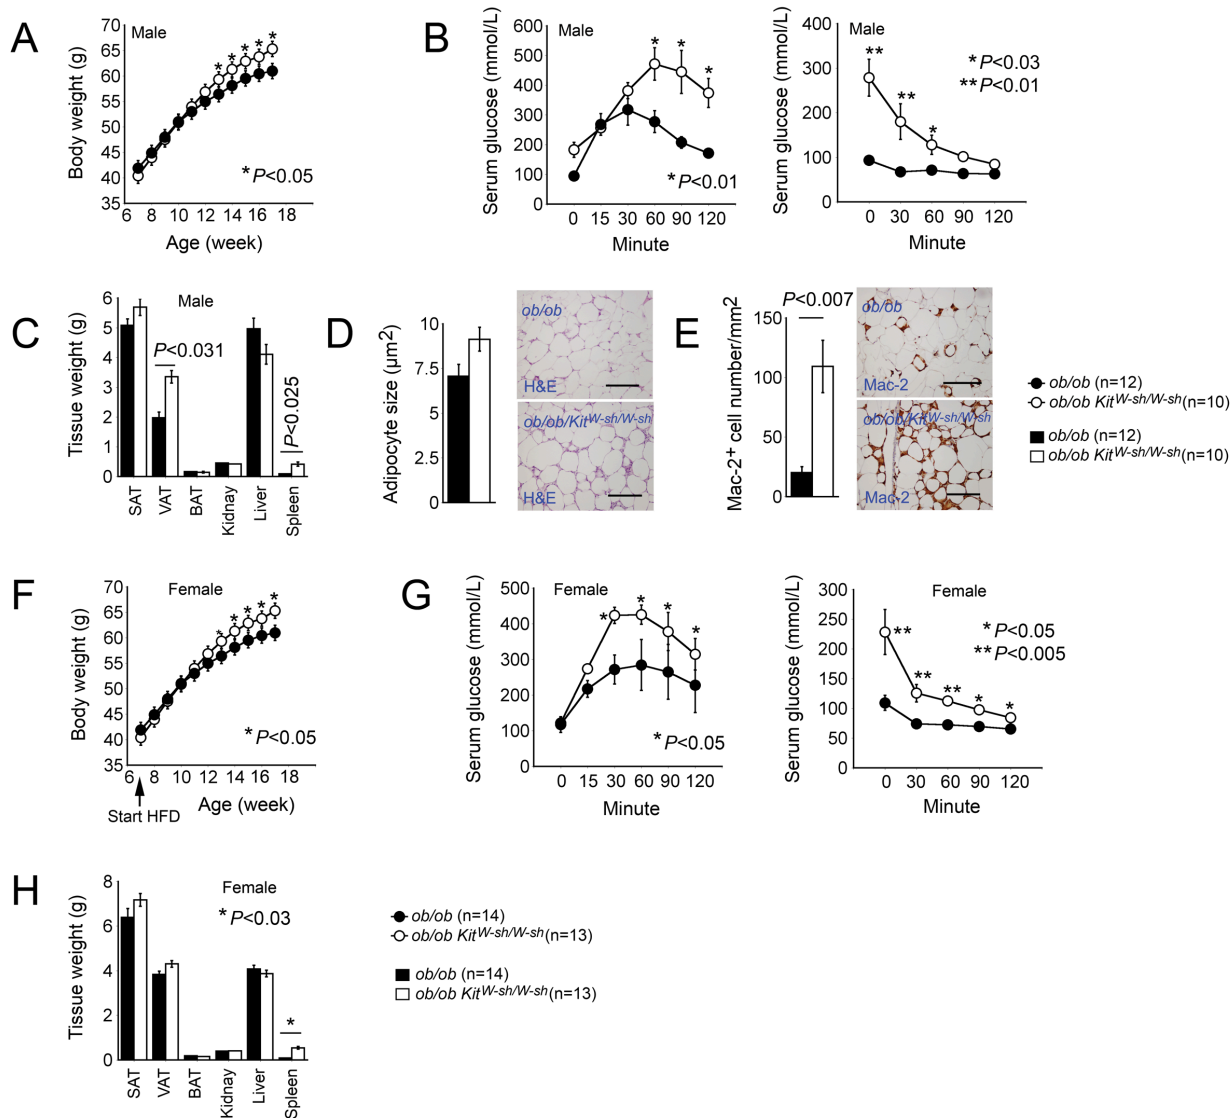 A
Male
Body weight (g)
70
65
60
55
50
45
40
35
* * * * *
*P<0.05
6 8 10 12 14 16 18
Age (week)
B
Male
Serum glucose (mmol/L)
600
500
400
300
200
100
0
* * *
*P<0.01
0 15 30 60 90 120
Minute
Male
Serum glucose (mmol/L)
400
300
200
100
0
** ** *
*P<0.03
**P<0.01
0 30 60 90 120
Minute
C
Male
Tissue weight (g)
6
5
4
3
2
1
0
P<0.031
P<0.025
SAT
VAT
BAT
Kidnay
Liver
Spleen
D
Adipocyte size (µm²)
10
7.5
5
2.5
0
ob/ob
H&E
ob/ob/Kit^W-sh/W-sh
H&E
E
Mac-2⁺ cell number/mm2
P<0.007
150
100
50
0
ob/ob
Mac-2
ob/ob/Kit^W-sh/W-sh
Mac-2
ob/ob (n=12)
ob/ob Kit^W-sh/W-sh(n=10)
ob/ob (n=12)
ob/ob Kit^W-sh/W-sh(n=10)
F
Female
Body weight (g)
70
65
60
55
50
45
40
35
* * * * *
*P<0.05
6 8 10 12 14 16 18
Age (week)
Start HFD
G
Female
Serum glucose (mmol/L)
500
400
300
200
100
0
* * * *
*P<0.05
0 15 30 60 90 120
Minute
Female
Serum glucose (mmol/L)
300
250
200
150
100
50
0
** ** ** * *
*P<0.05
**P<0.005
0 30 60 90 120
Minute
H
Female
Tissue weight (g)
8
6
4
2
0
*P<0.03
*
SAT
VAT
BAT
Kidnay
Liver
Spleen
ob/ob (n=14)
ob/ob Kit^W-sh/W-sh(n=13)
ob/ob (n=14)
ob/ob Kit^W-sh/W-sh(n=13)